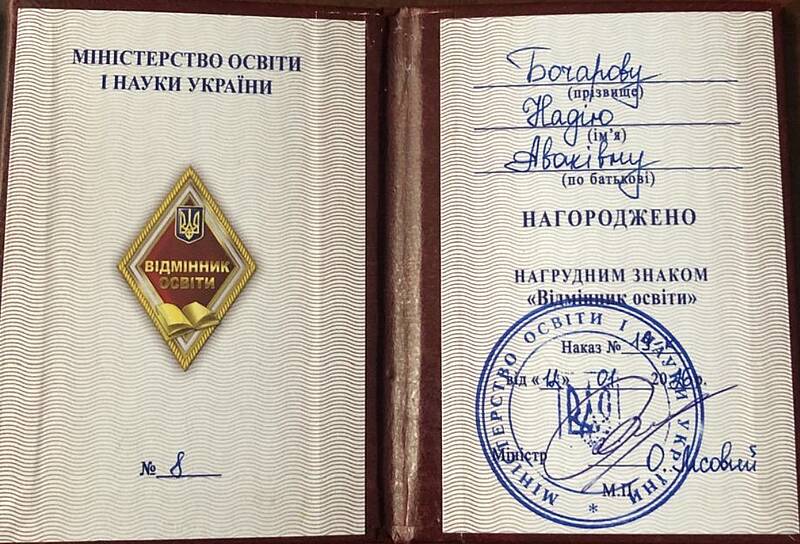 МІНІСТЕРСТВО ОСВІТИ
І НАУКИ УКРАЇНИ
ВІДМІННИК
ОСВІТИ
№ 8
Бочарову
(прізвище)
Надію
(ім'я)
Аваківну
(по батькові)
НАГОРОДЖЕНО
НАГРУДНИМ ЗНАКОМ
«Відмінник освіти»
Наказ №
від « 12 » 01 20 р.
Міністр О. Лісовий
М.П.
МІНІСТЕРСТВО ОСВІТИ І НАУКИ УКРАЇНИ